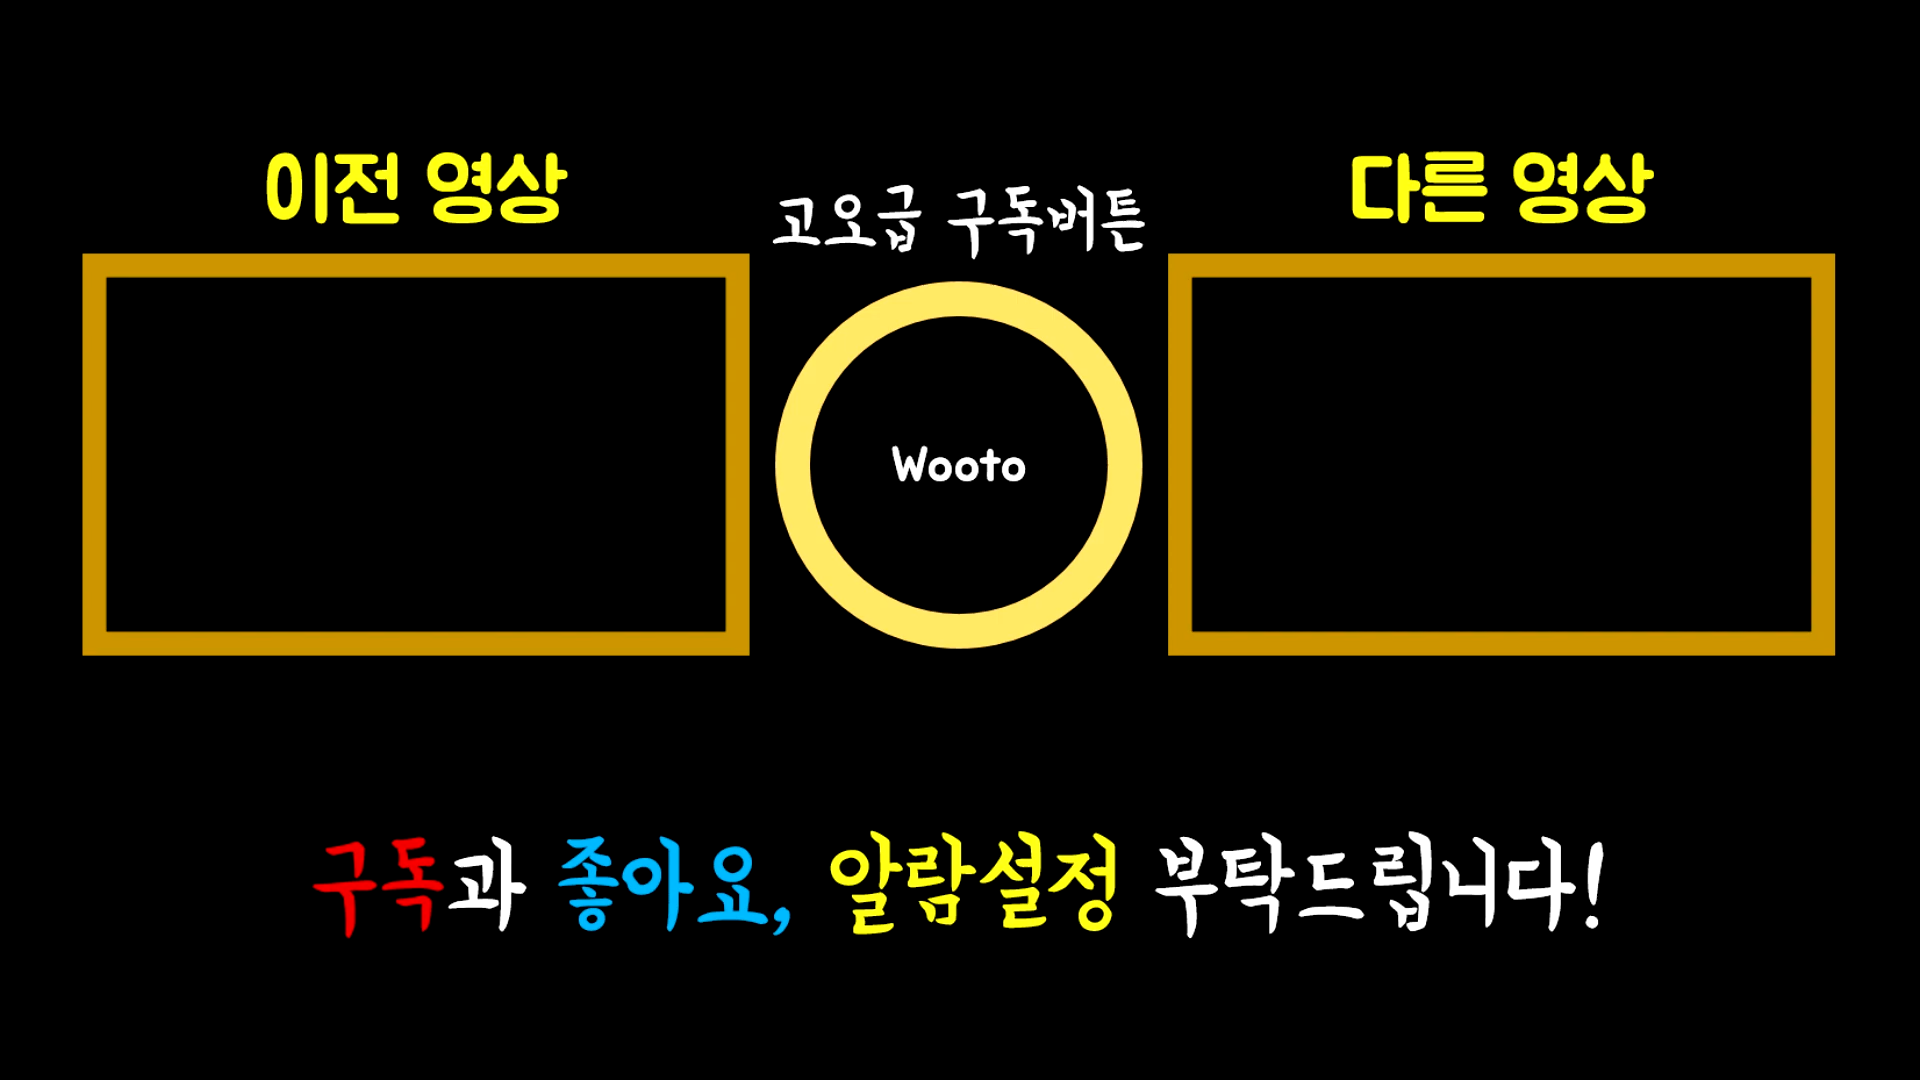 이전 영상
고오급 구독버튼
다른 영상
Wooto
구독과 좋아요, 알람설정 부탁드립니다!